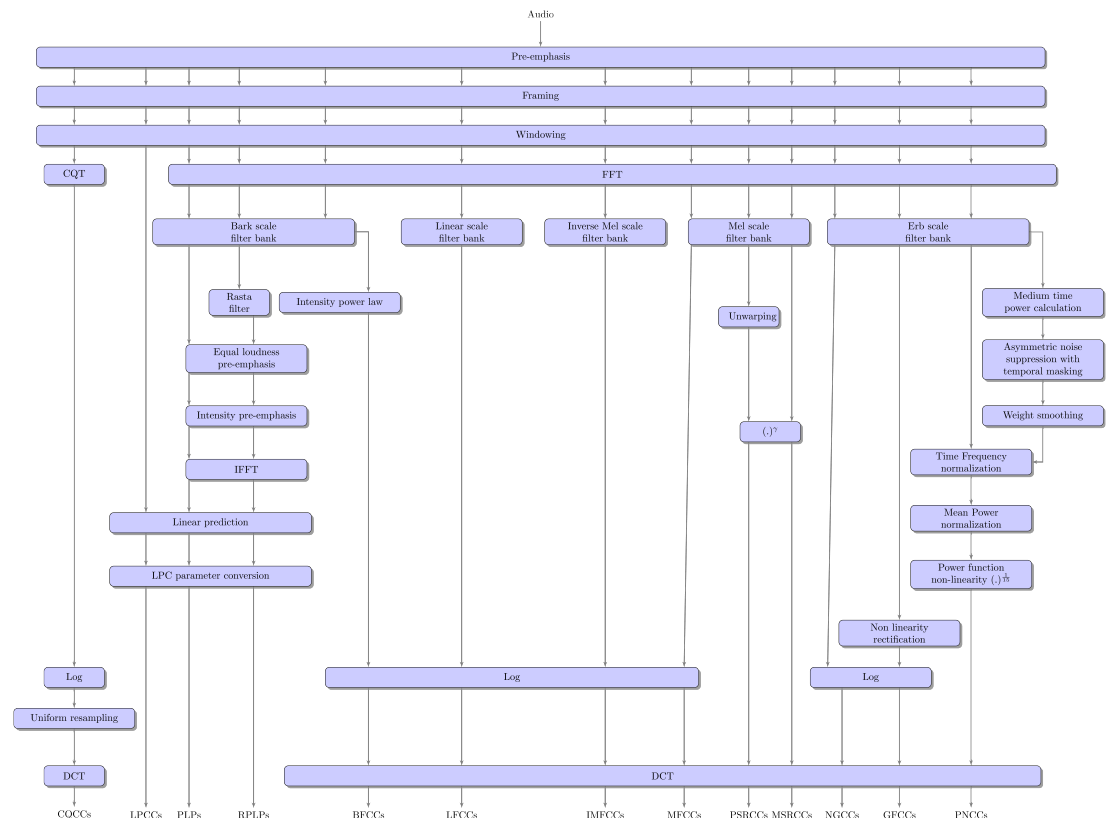 Audio
Pre-emphasis
Framing
Windowing
CQT
FFT
Bark scale
filter bank
Linear scale
filter bank
Inverse Mel scale
filter bank
Mel scale
filter bank
Erb scale
filter bank
Rasta
filter
Intensity power law
Medium time
power calculation
Unwarping
Equal loudness
pre-emphasis
Asymmetric noise
suppression with
temporal masking
Intensity pre-emphasis
Weight smoothing
(.)^γ
IFFT
Time Frequency
normalization
Linear prediction
Mean Power
normalization
LPC parameter conversion
Power function
non-linearity (.)^{1/15}
Non linearity
rectification
Log
Log
Log
Uniform resampling
DCT
DCT
CQCCs
LPCCs
PLPs
RPLPs
BFCCs
LFCCs
IMFCCs
MFCCs
PSRCCs
MSRCCs
NGCCs
GFCCs
PNCCs